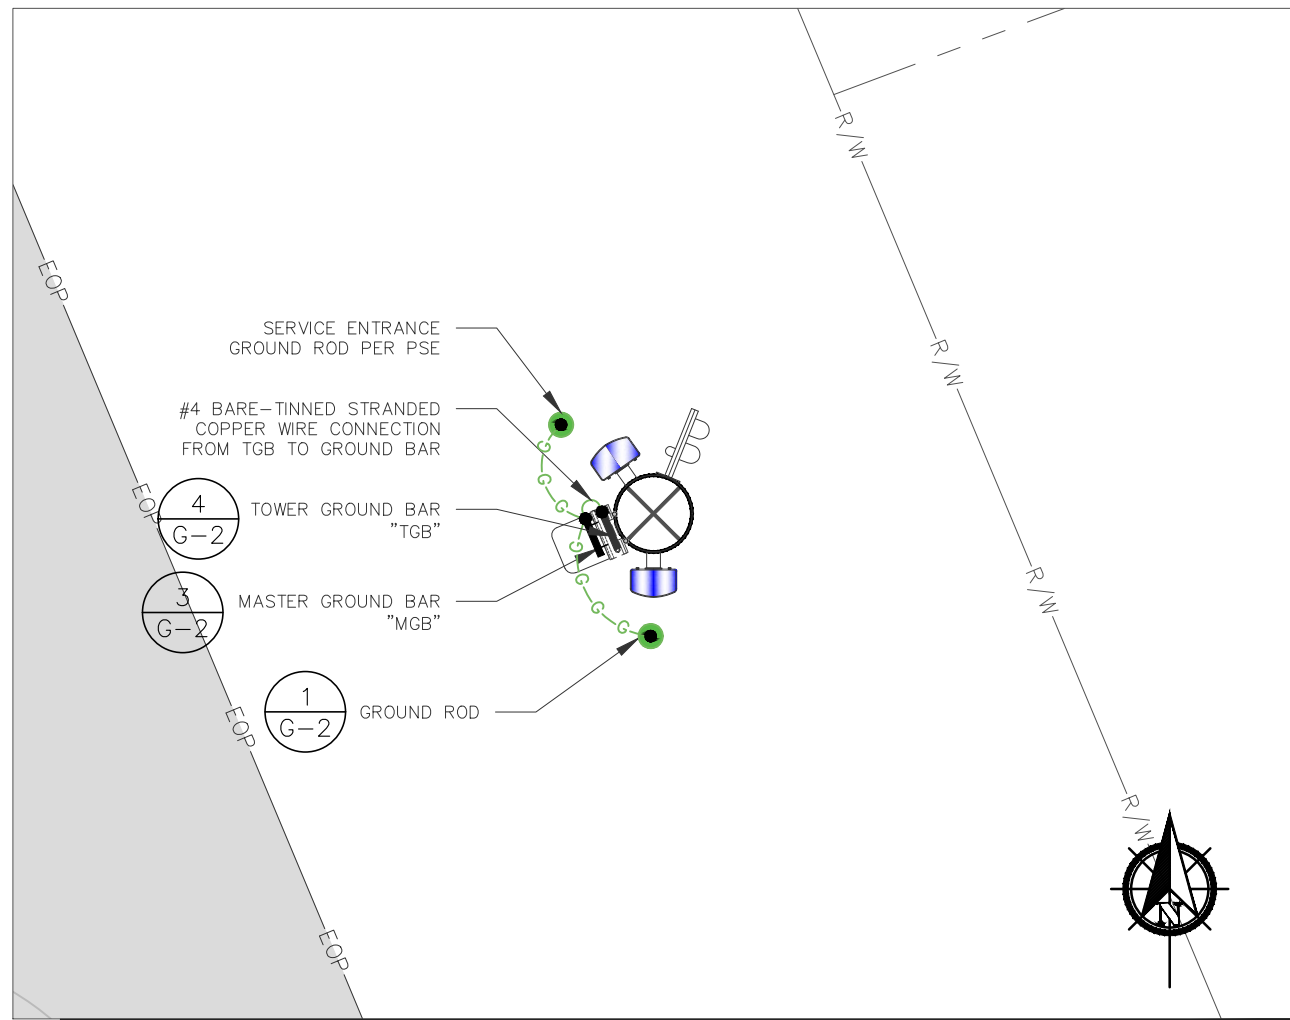 R/W
EOP
R/W
SERVICE ENTRANCE
GROUND ROD PER PSE
#4 BARE-TINNED STRANDED
COPPER WIRE CONNECTION
FROM TGB TO GROUND BAR
G
G
G
EOP
4
G-2
TOWER GROUND BAR
"TGB"
G
G
G
G
3
G-2
MASTER GROUND BAR
"MGB"
R/W
1
G-2
GROUND ROD
EOP
R/W
N
EOP